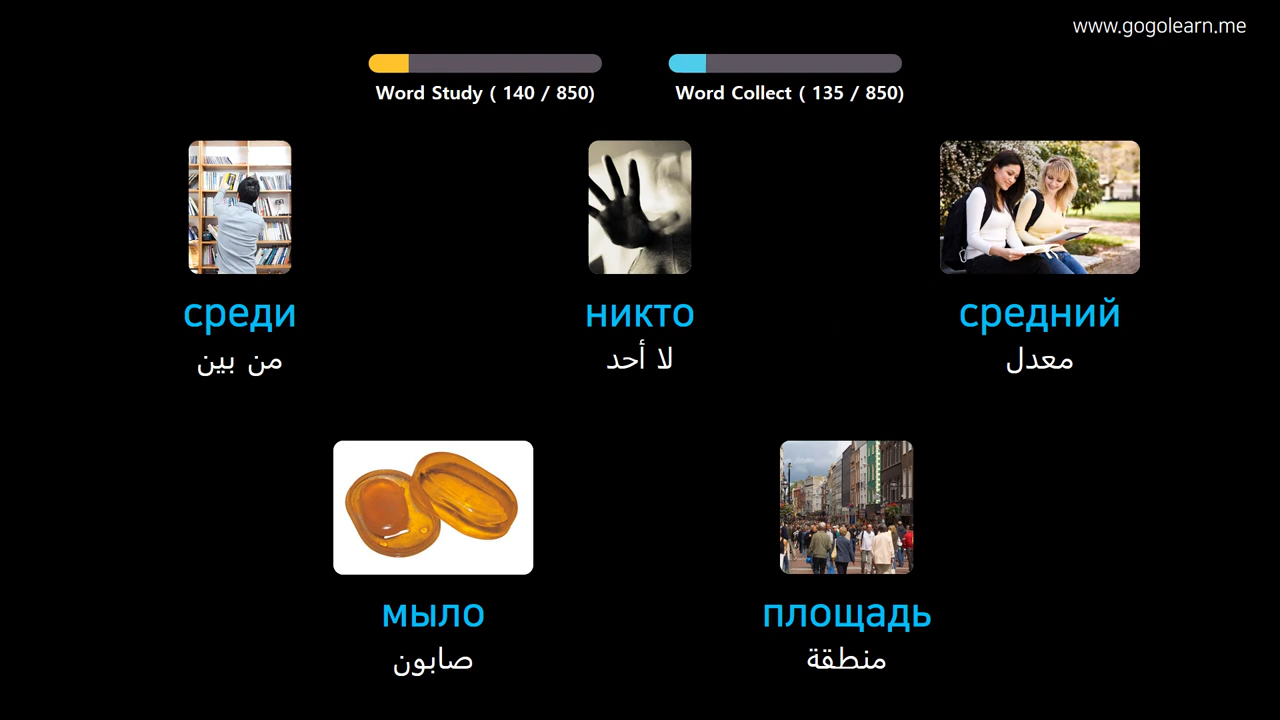 www.gogolearn.me
Word Study ( 140 / 850)
Word Collect ( 135 / 850)
среди
никто
средний
من بين
لا أحد
معدل
мыло
площадь
صابون
منطقة